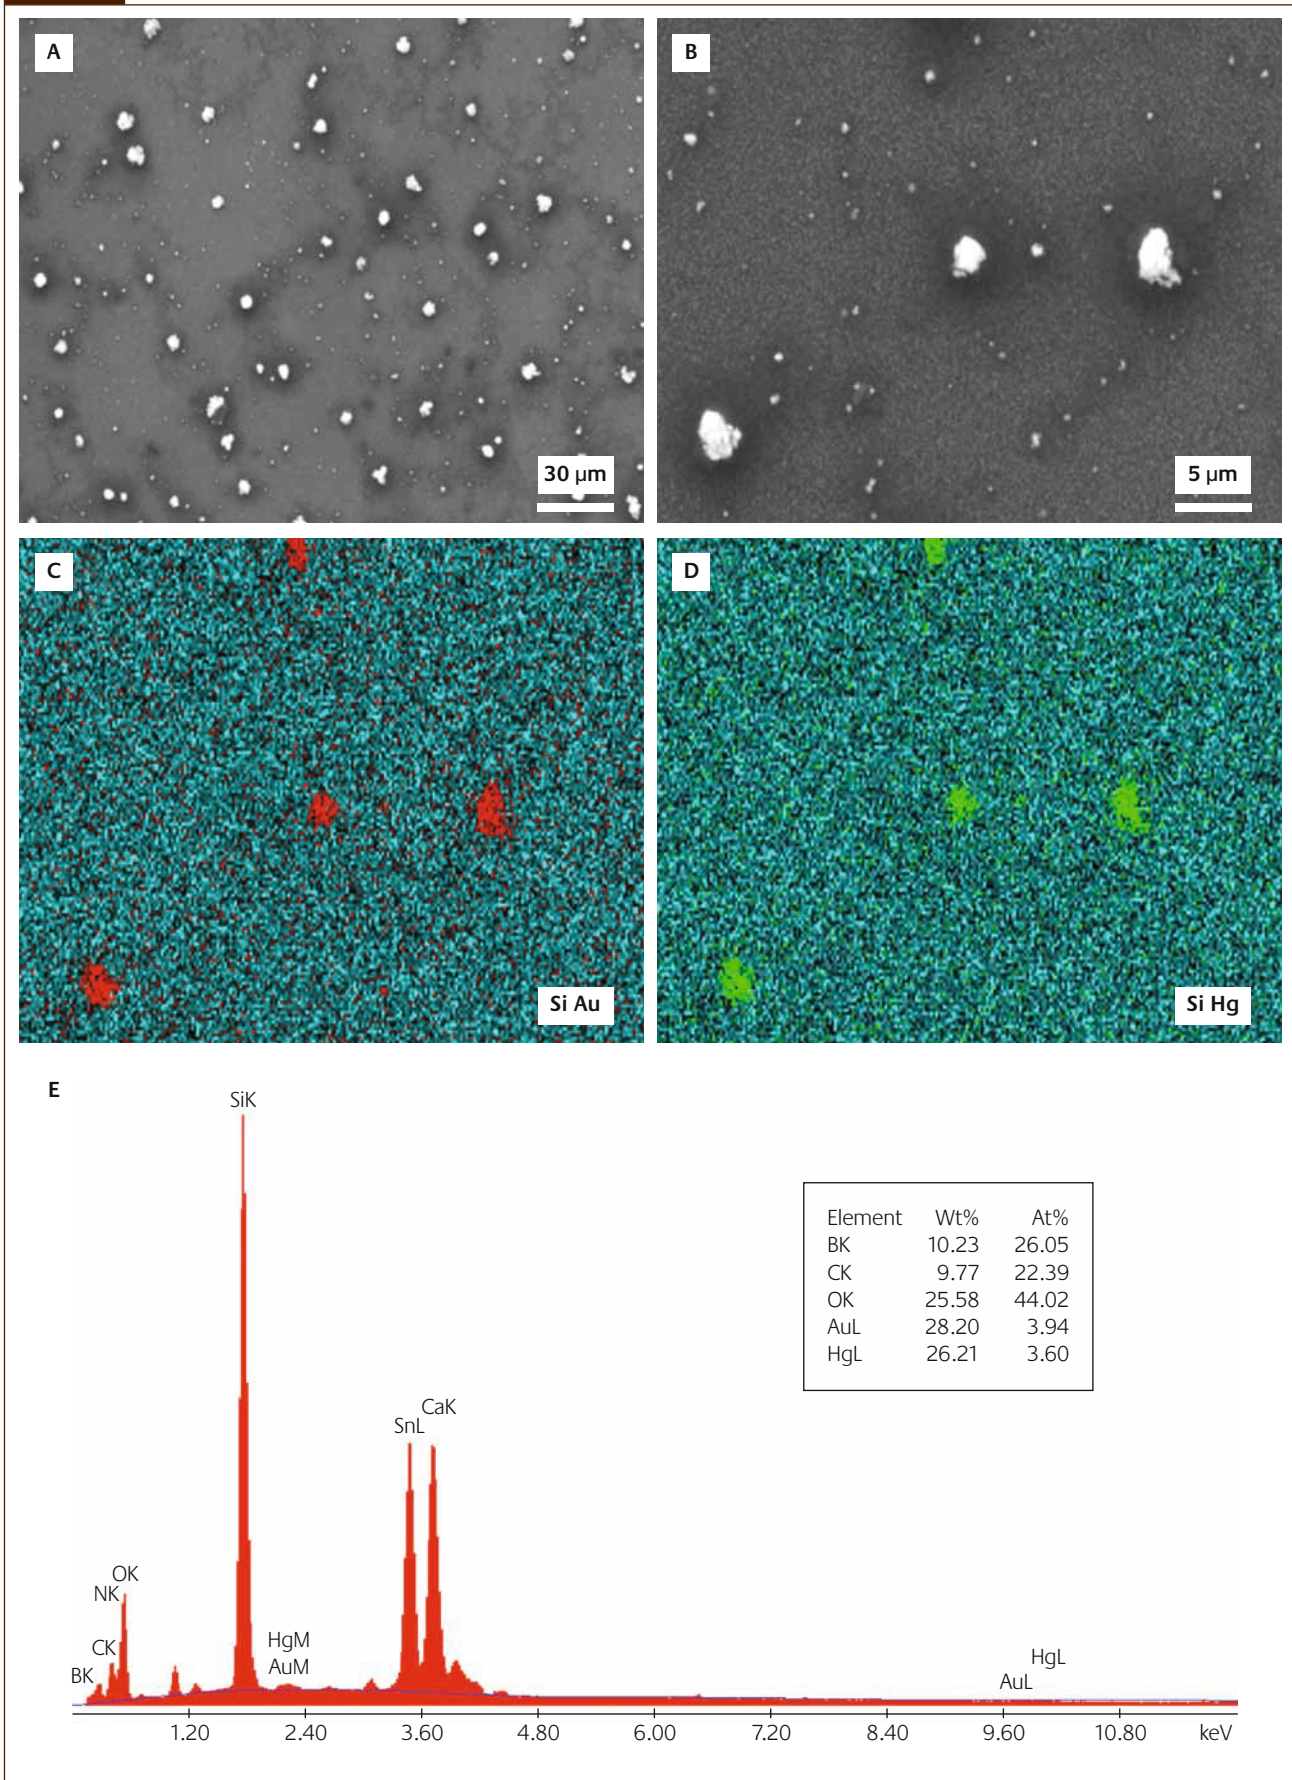 A
B
30 µm
5 µm
C
D
Si Au
Si Hg
E
SiK
Element Wt% At%
BK 10.23 26.05
CK 9.77 22.39
OK 25.58 44.02
AuL 28.20 3.94
HgL 26.21 3.60
CaK
SnL
OK
NK
CK
BK
HgM
AuM
HgL
AuL
1.20 2.40 3.60 4.80 6.00 7.20 8.40 9.60 10.80 keV